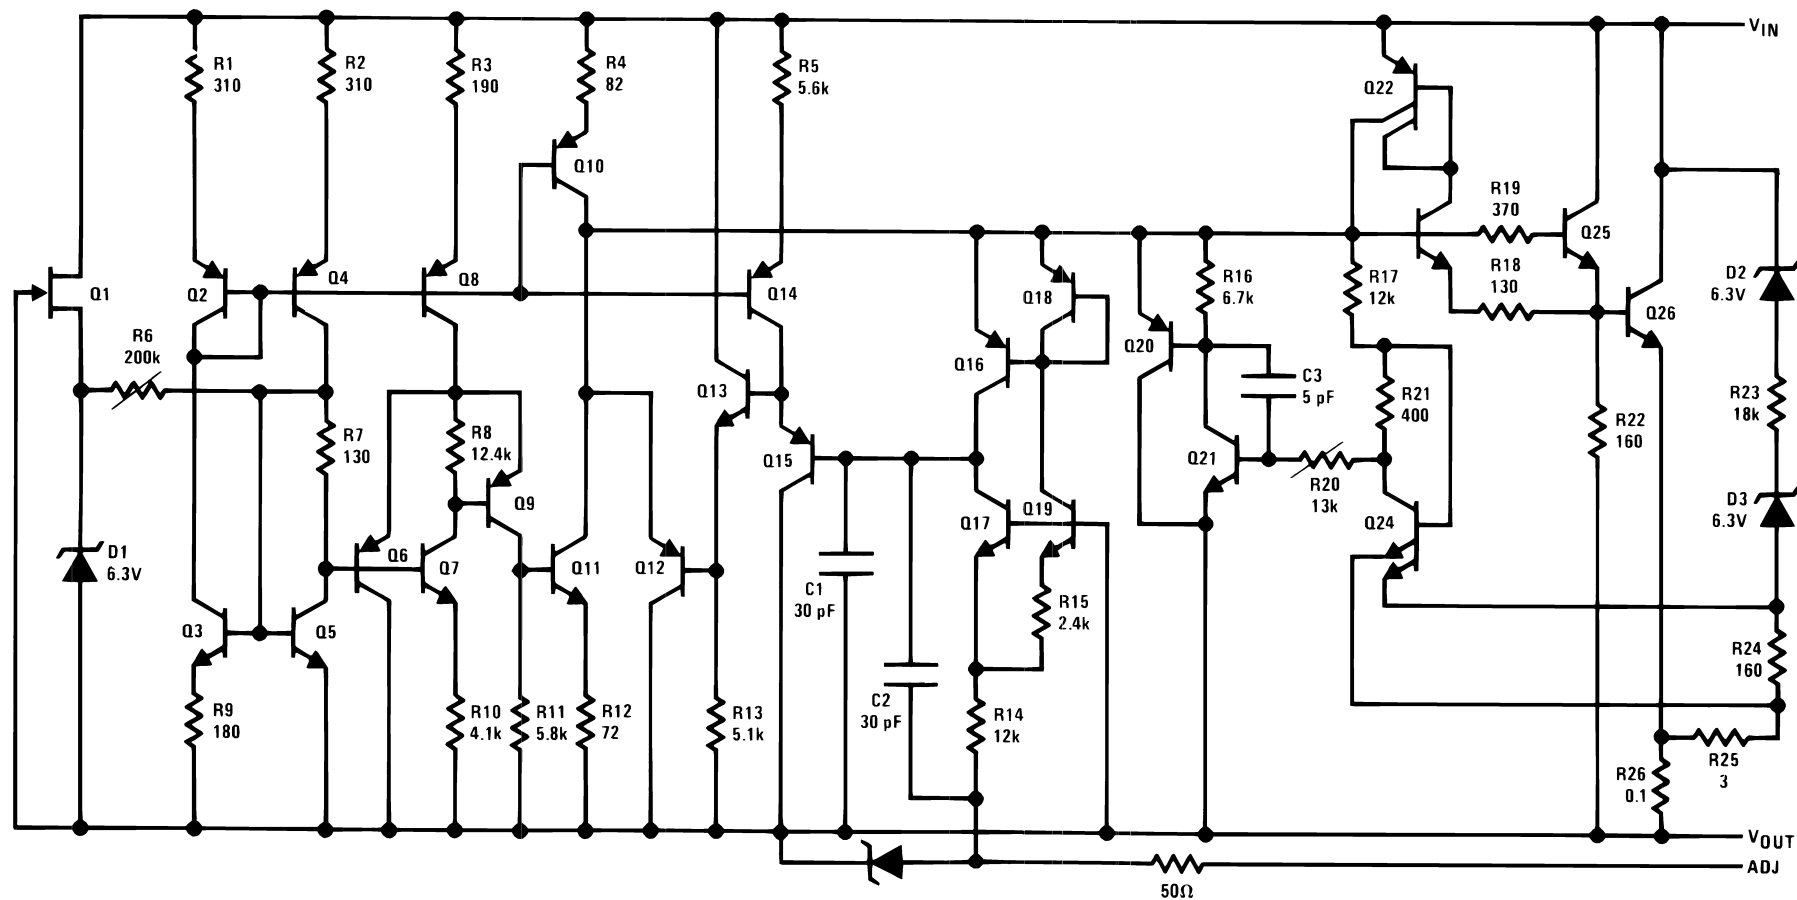 V_IN
R1
310
R2
310
R3
190
R4
82
R5
5.6k
Q22
Q10
R19
370
Q25
R18
130
Q1
Q2
Q4
Q8
Q14
Q18
R16
6.7k
R17
12k
Q26
D2
6.3V
R6
200k
Q20
Q16
Q13
C3
5 pF
R21
400
R22
160
R23
18k
R7
130
R8
12.4k
Q15
Q21
R20
13k
Q9
Q17
Q19
Q24
D3
6.3V
D1
6.3V
Q6
Q7
Q11
Q12
C1
30 pF
R15
2.4k
Q3
Q5
R24
160
R9
180
R10
4.1k
R11
5.8k
R12
72
R13
5.1k
C2
30 pF
R14
12k
R26
0.1
R25
3
V_OUT
ADJ
50Ω